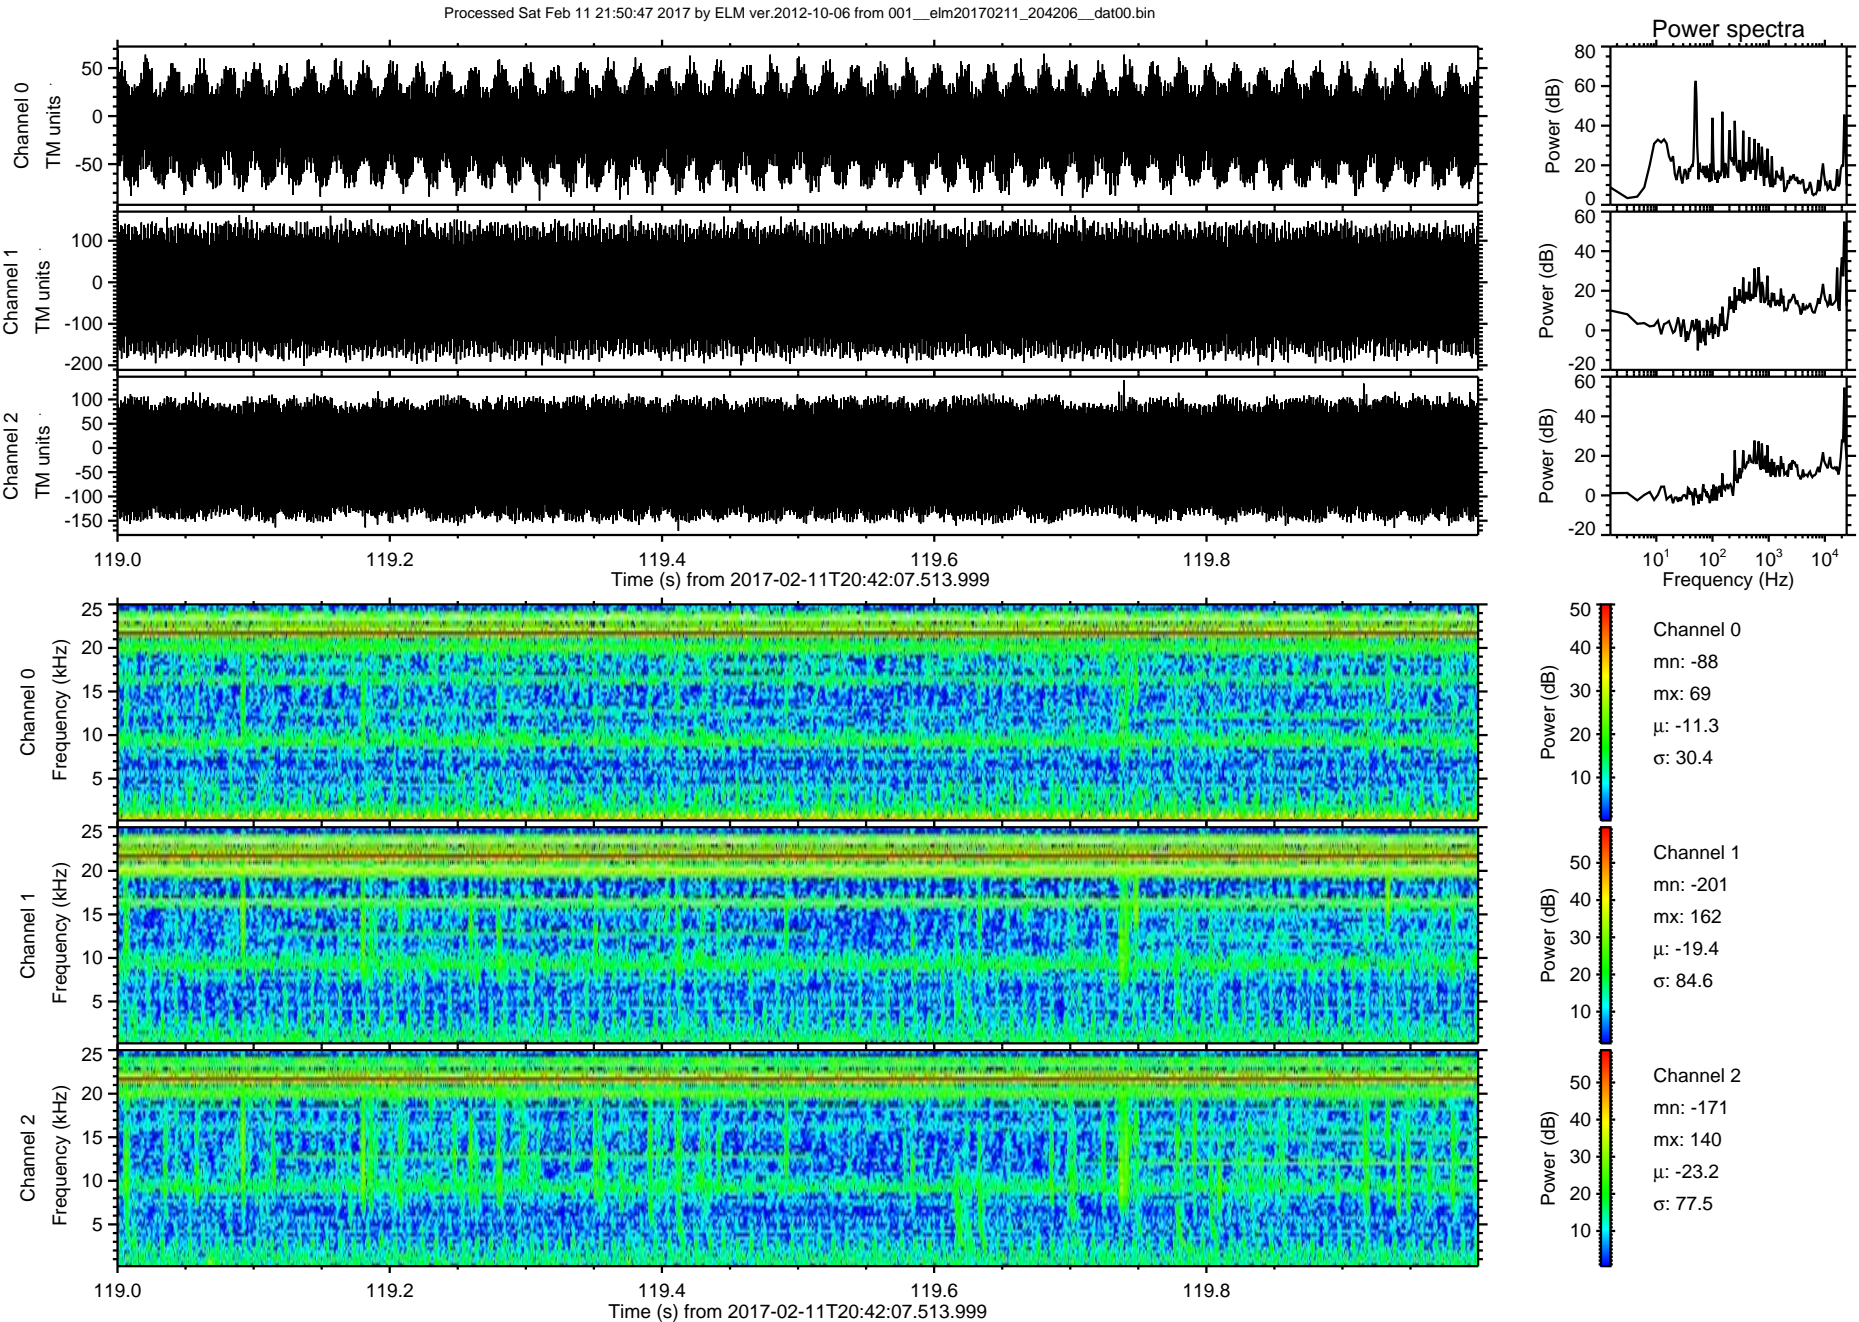 Processed Sat Feb 11 21:50:47 2017 by ELM ver.2012-10-06 from 001__elm20170211_204206__dat00.bin
Power spectra
Channel 0
TM units
50
0
-50
Power (dB)
80
60
40
20
0
Channel 1
TM units
100
0
-100
-200
Power (dB)
60
40
20
0
-20
Channel 2
TM units
100
50
0
-50
-100
-150
Power (dB)
60
40
20
0
-20
119.0 119.2 119.4 119.6 119.8
Time (s) from 2017-02-11T20:42:07.513.999
10^1 10^2 10^3 10^4
Frequency (Hz)
Channel 0
Frequency (kHz)
25
20
15
10
5
Power (dB)
50
40
30
20
10
Channel 0
mn: -88
mx: 69
μ: -11.3
σ: 30.4
Channel 1
Frequency (kHz)
25
20
15
10
5
Power (dB)
50
40
30
20
10
Channel 1
mn: -201
mx: 162
μ: -19.4
σ: 84.6
Channel 2
Frequency (kHz)
25
20
15
10
5
Power (dB)
50
40
30
20
10
Channel 2
mn: -171
mx: 140
μ: -23.2
σ: 77.5
119.0 119.2 119.4 119.6 119.8
Time (s) from 2017-02-11T20:42:07.513.999